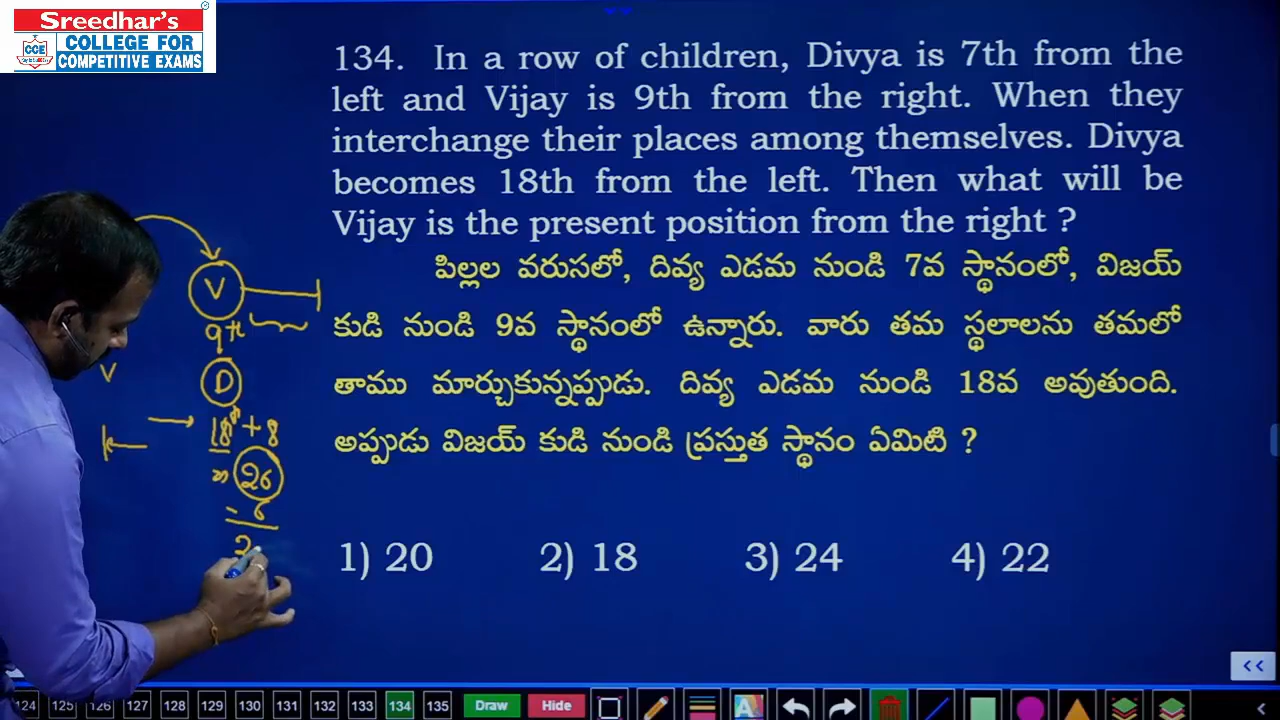 Sreedhar's
CCE
COLLEGE FOR
COMPETITIVE EXAMS
134. In a row of children, Divya is 7th from the
left and Vijay is 9th from the right. When they
interchange their places among themselves. Divya
becomes 18th from the left. Then what will be
Vijay is the present position from the right ?
పిల్లల వరుసలో, దివ్య ఎడమ నుండి 7వ స్థానంలో, విజయ్
కుడి నుండి 9వ స్థానంలో ఉన్నారు. వారు తమ స్థలాలను తమలో
తాము మార్చుకున్నప్పుడు. దివ్య ఎడమ నుండి 18వ అవుతుంది.
అప్పుడు విజయ్ కుడి నుండి ప్రస్తుత స్థానం ఏమిటి ?
1) 20 2) 18 3) 24 4) 22
V
9th
V
D
18th + 8
26
6
2
124 125 126 127 128 129 130 131 132 133 134 135 Draw Hide